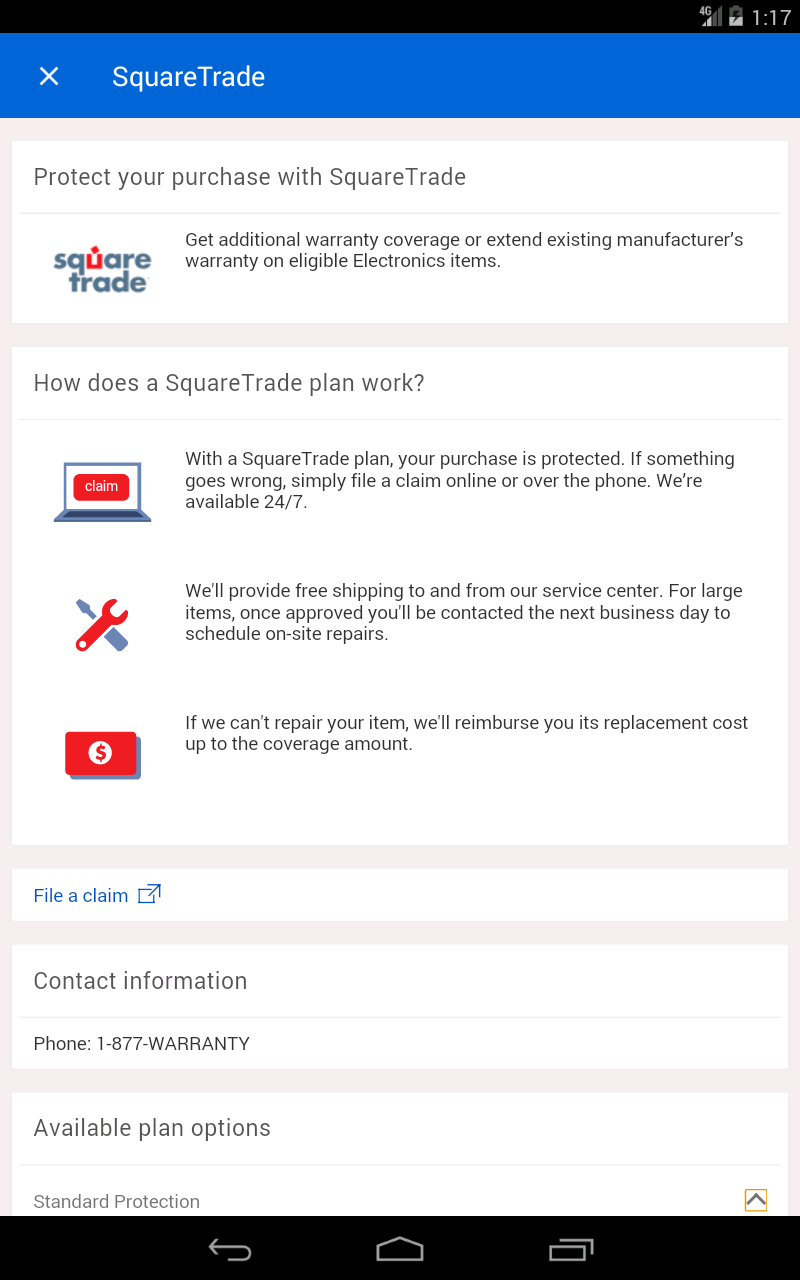 4G 1:17
SquareTrade
Protect your purchase with SquareTrade
square
trade
Get additional warranty coverage or extend existing manufacturer’s
warranty on eligible Electronics items.
How does a SquareTrade plan work?
claim
With a SquareTrade plan, your purchase is protected. If something
goes wrong, simply file a claim online or over the phone. We’re
available 24/7.
We'll provide free shipping to and from our service center. For large
items, once approved you'll be contacted the next business day to
schedule on-site repairs.
$
If we can't repair your item, we'll reimburse you its replacement cost
up to the coverage amount.
File a claim
Contact information
Phone: 1-877-WARRANTY
Available plan options
Standard Protection